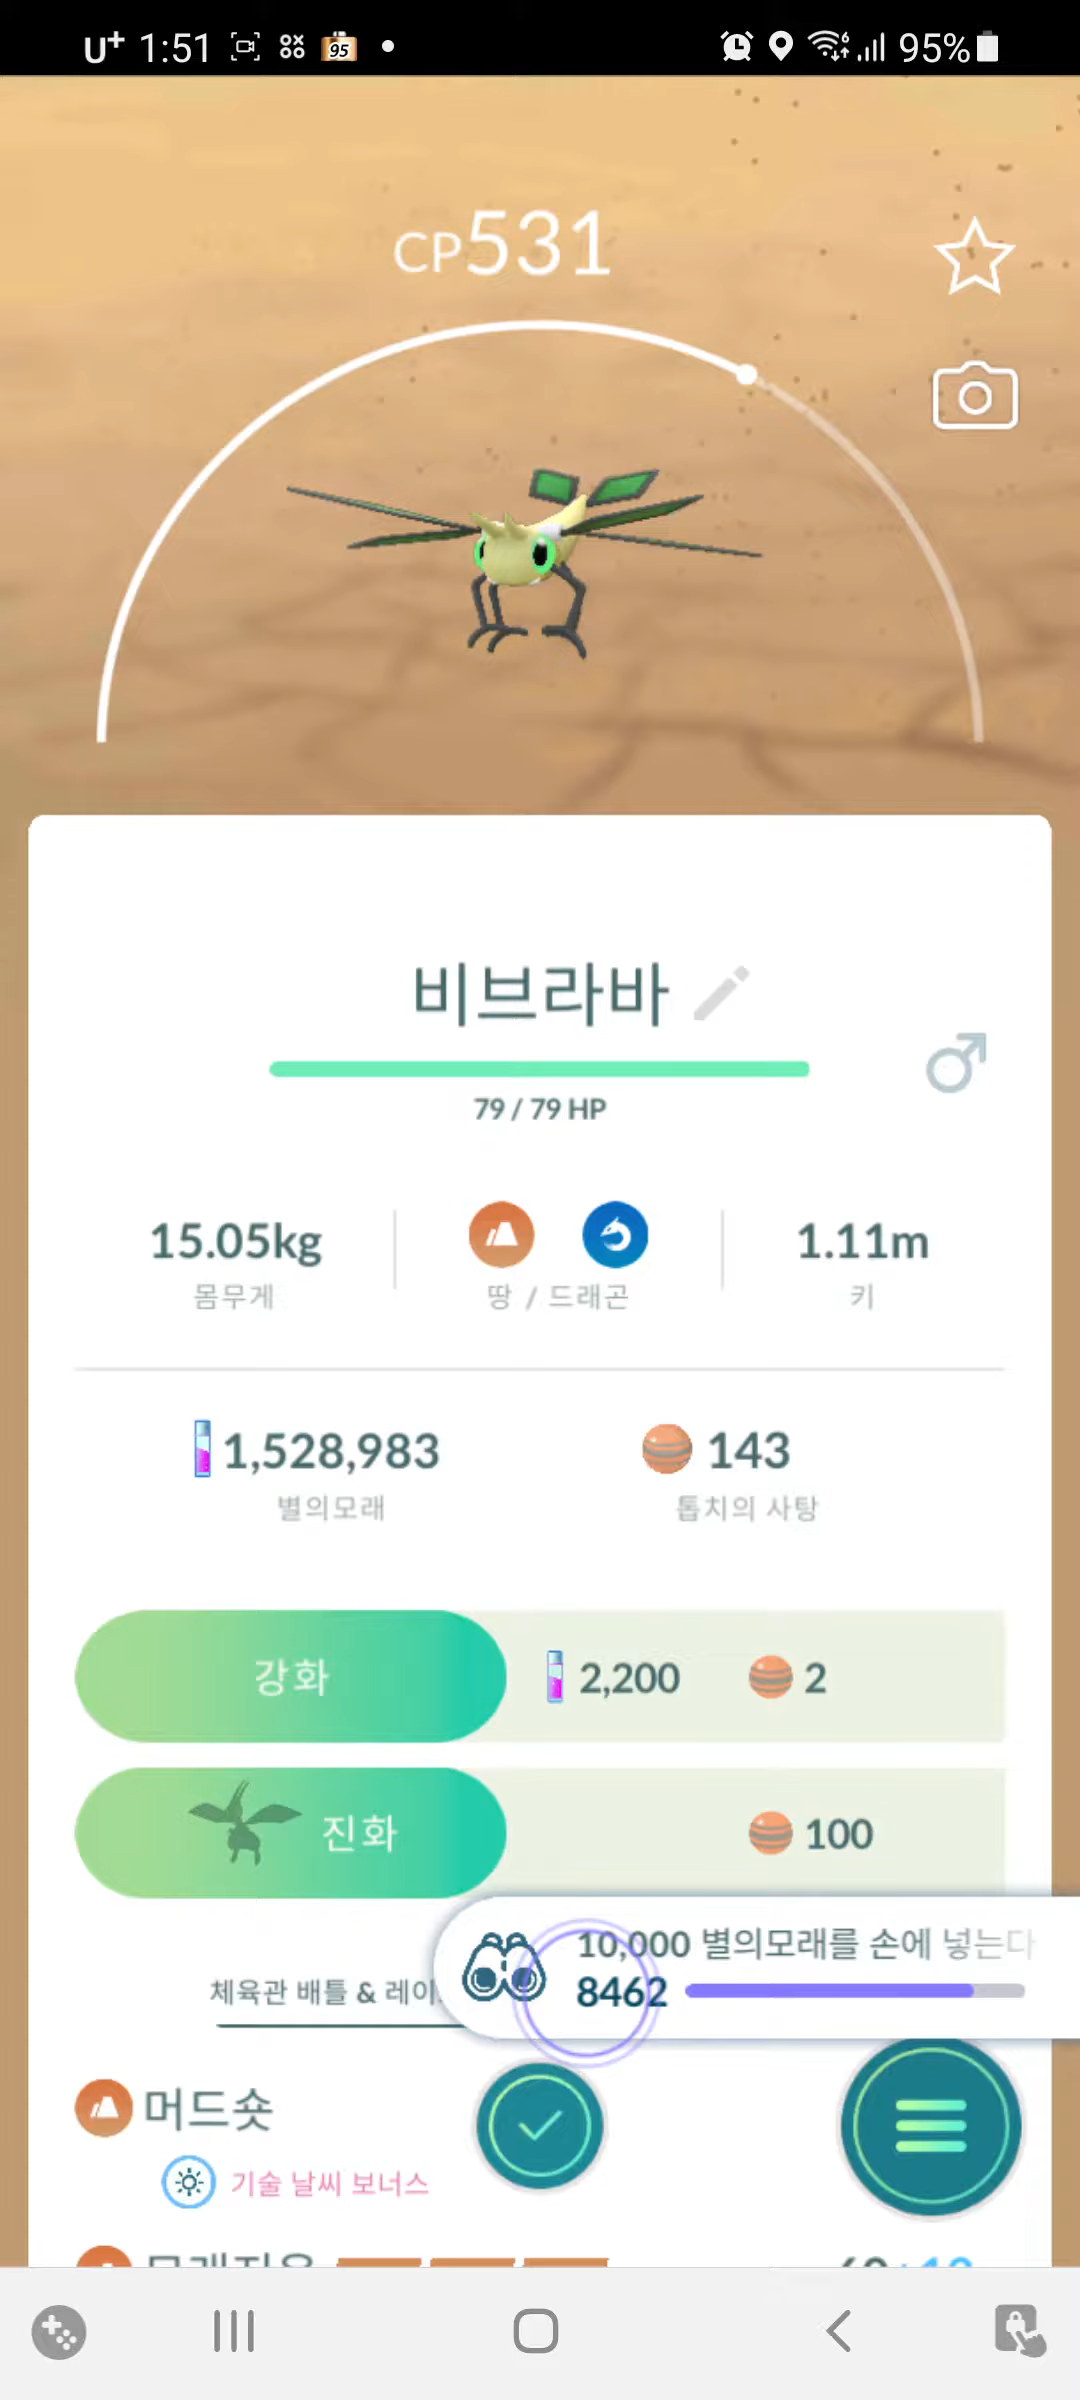 U+ 1:51 95 95%
CP531
비브라바
79 / 79 HP
15.05kg 땅 / 드래곤 1.11m
몸무게 키
1,528,983 143
별의모래 톱치의 사탕
강화 2,200 2
진화 100
10,000 별의모래를 손에 넣는다
8462
체육관 배틀 & 레이
머드숏
기술 날씨 보너스